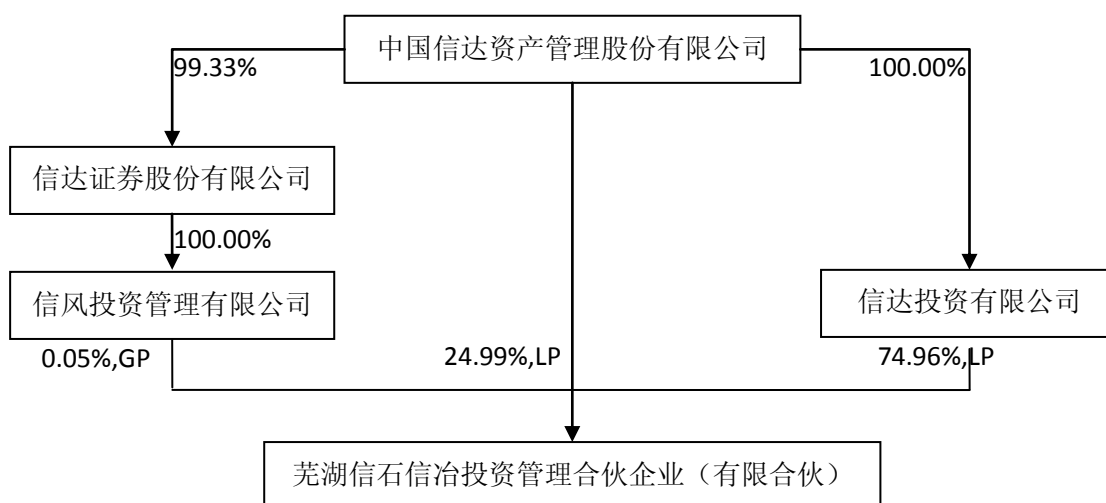 中国信达资产管理股份有限公司
99.33%
100.00%
信达证券股份有限公司
100.00%
信风投资管理有限公司
信达投资有限公司
0.05%,GP
24.99%,LP
74.96%,LP
芜湖信石信冶投资管理合伙企业（有限合伙）